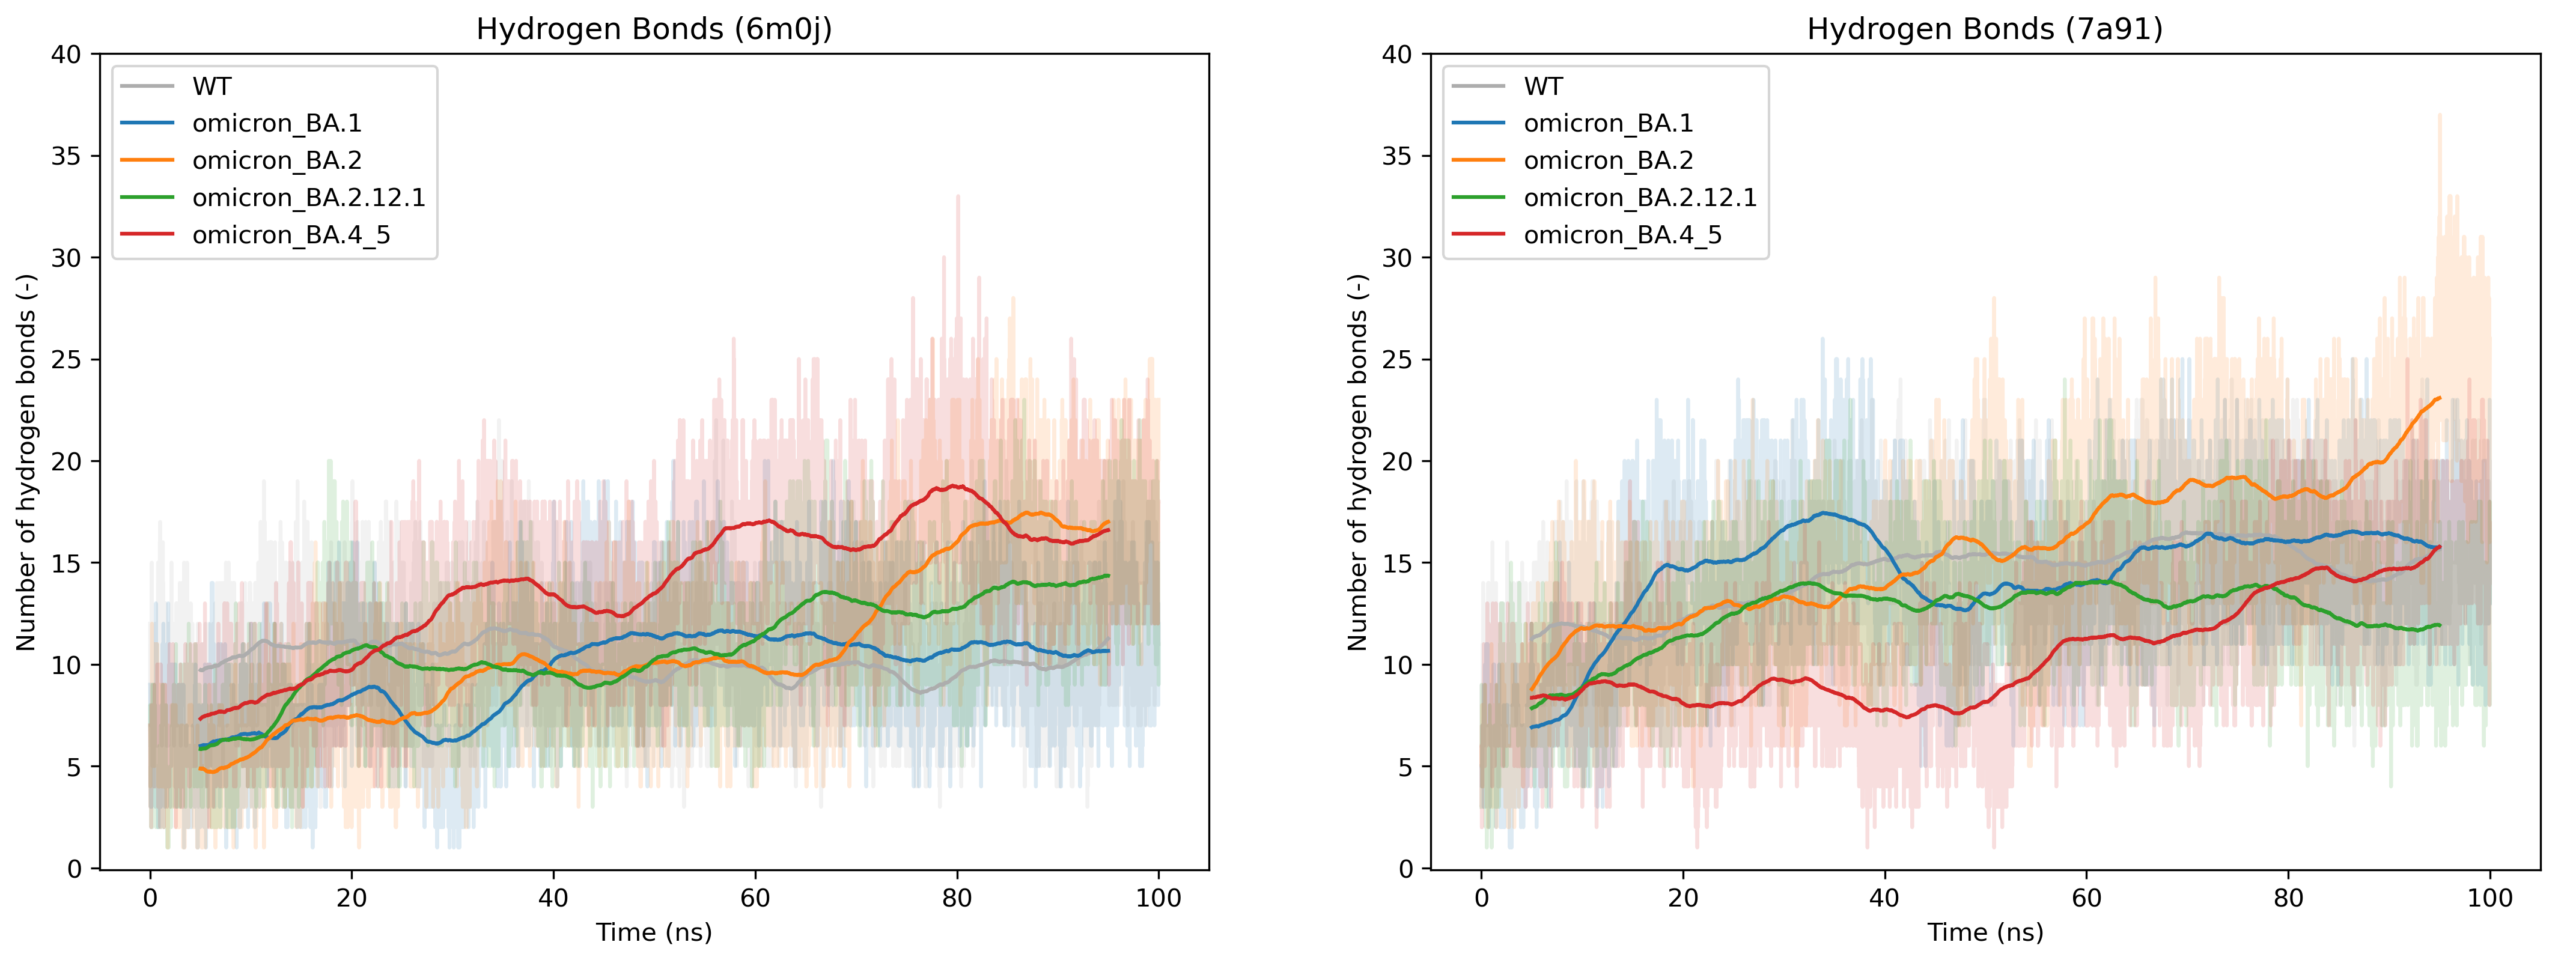 Hydrogen Bonds (6m0j)
40
35
30
25
20
15
10
5
0
Number of hydrogen bonds (-)
WT
omicron_BA.1
omicron_BA.2
omicron_BA.2.12.1
omicron_BA.4_5
0 20 40 60 80 100
Time (ns)
Hydrogen Bonds (7a91)
40
35
30
25
20
15
10
5
0
Number of hydrogen bonds (-)
WT
omicron_BA.1
omicron_BA.2
omicron_BA.2.12.1
omicron_BA.4_5
0 20 40 60 80 100
Time (ns)